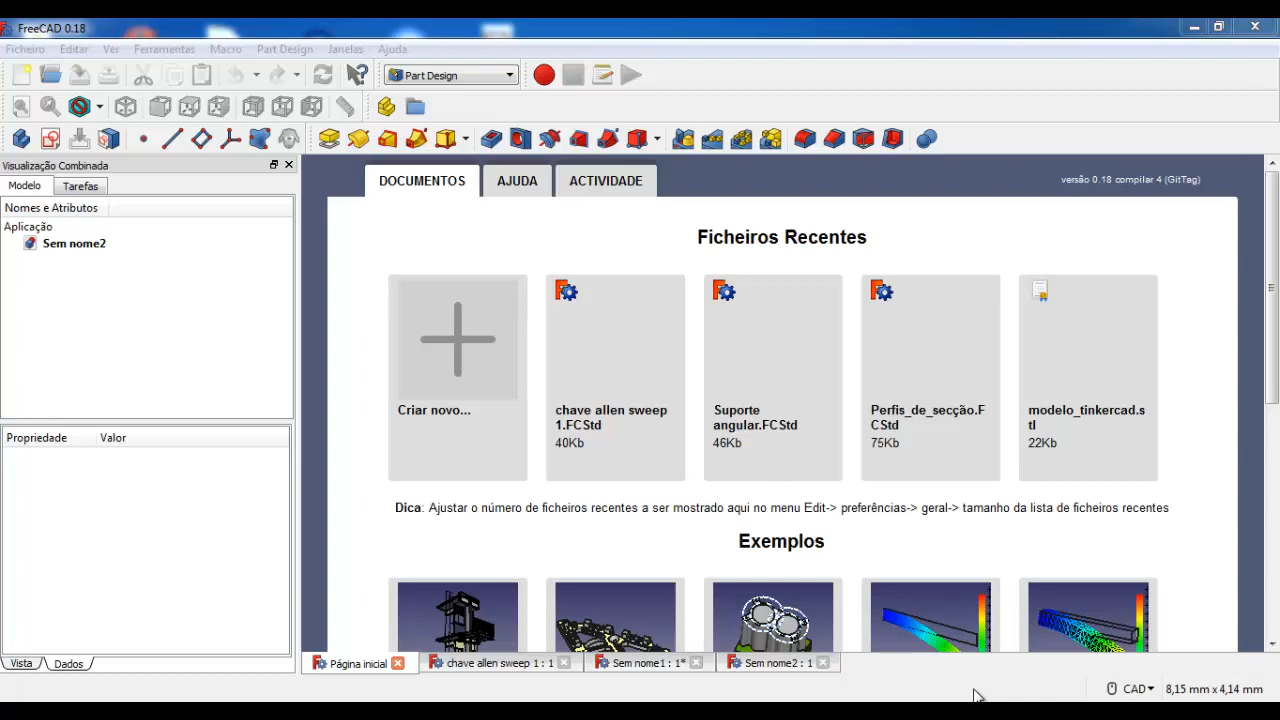 FreeCAD 0.18
Ficheiro Editar Ver Ferramentas Macro Part Design Janelas Ajuda
Part Design
Visualização Combinada
Modelo Tarefas
Nomes e Atributos
Aplicação
Sem nome2
Propriedade Valor
Vista Dados
DOCUMENTOS AJUDA ACTIVIDADE
versão 0.18 compilar 4 (GitTag)
Ficheiros Recentes
Criar novo...
chave allen sweep
1.FCStd
40Kb
Suporte
angular.FCStd
46Kb
Perfis_de_secção.F
CStd
75Kb
modelo_tinkercad.s
tl
22Kb
Dica: Ajustar o número de ficheiros recentes a ser mostrado aqui no menu Edit-> preferências-> geral-> tamanho da lista de ficheiros recentes
Exemplos
Página inicial chave allen sweep 1 : 1 Sem nome1 : 1* Sem nome2 : 1
CAD 8,15 mm x 4,14 mm